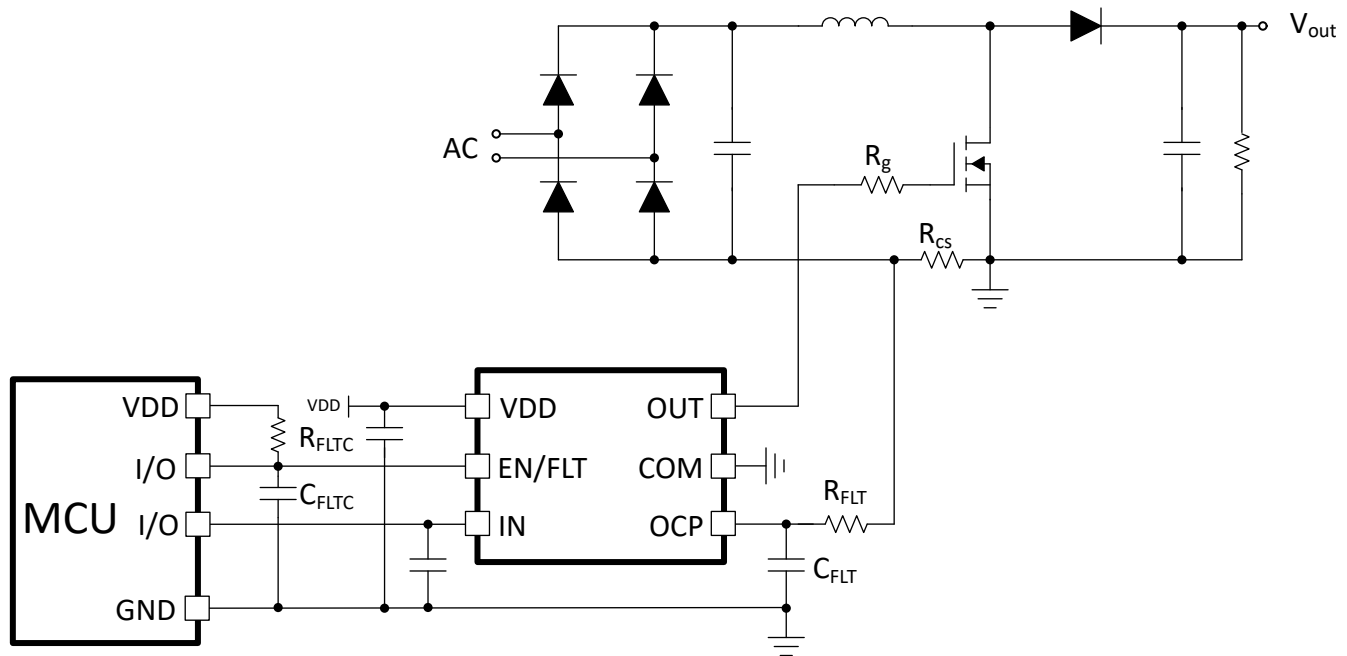 Vout
AC
Rg
Rcs
VDD
I/O
I/O
GND
MCU
RFLTC
CFLTC
VDD
VDD
EN/FLT
IN
OUT
COM
OCP
RFLT
CFLT